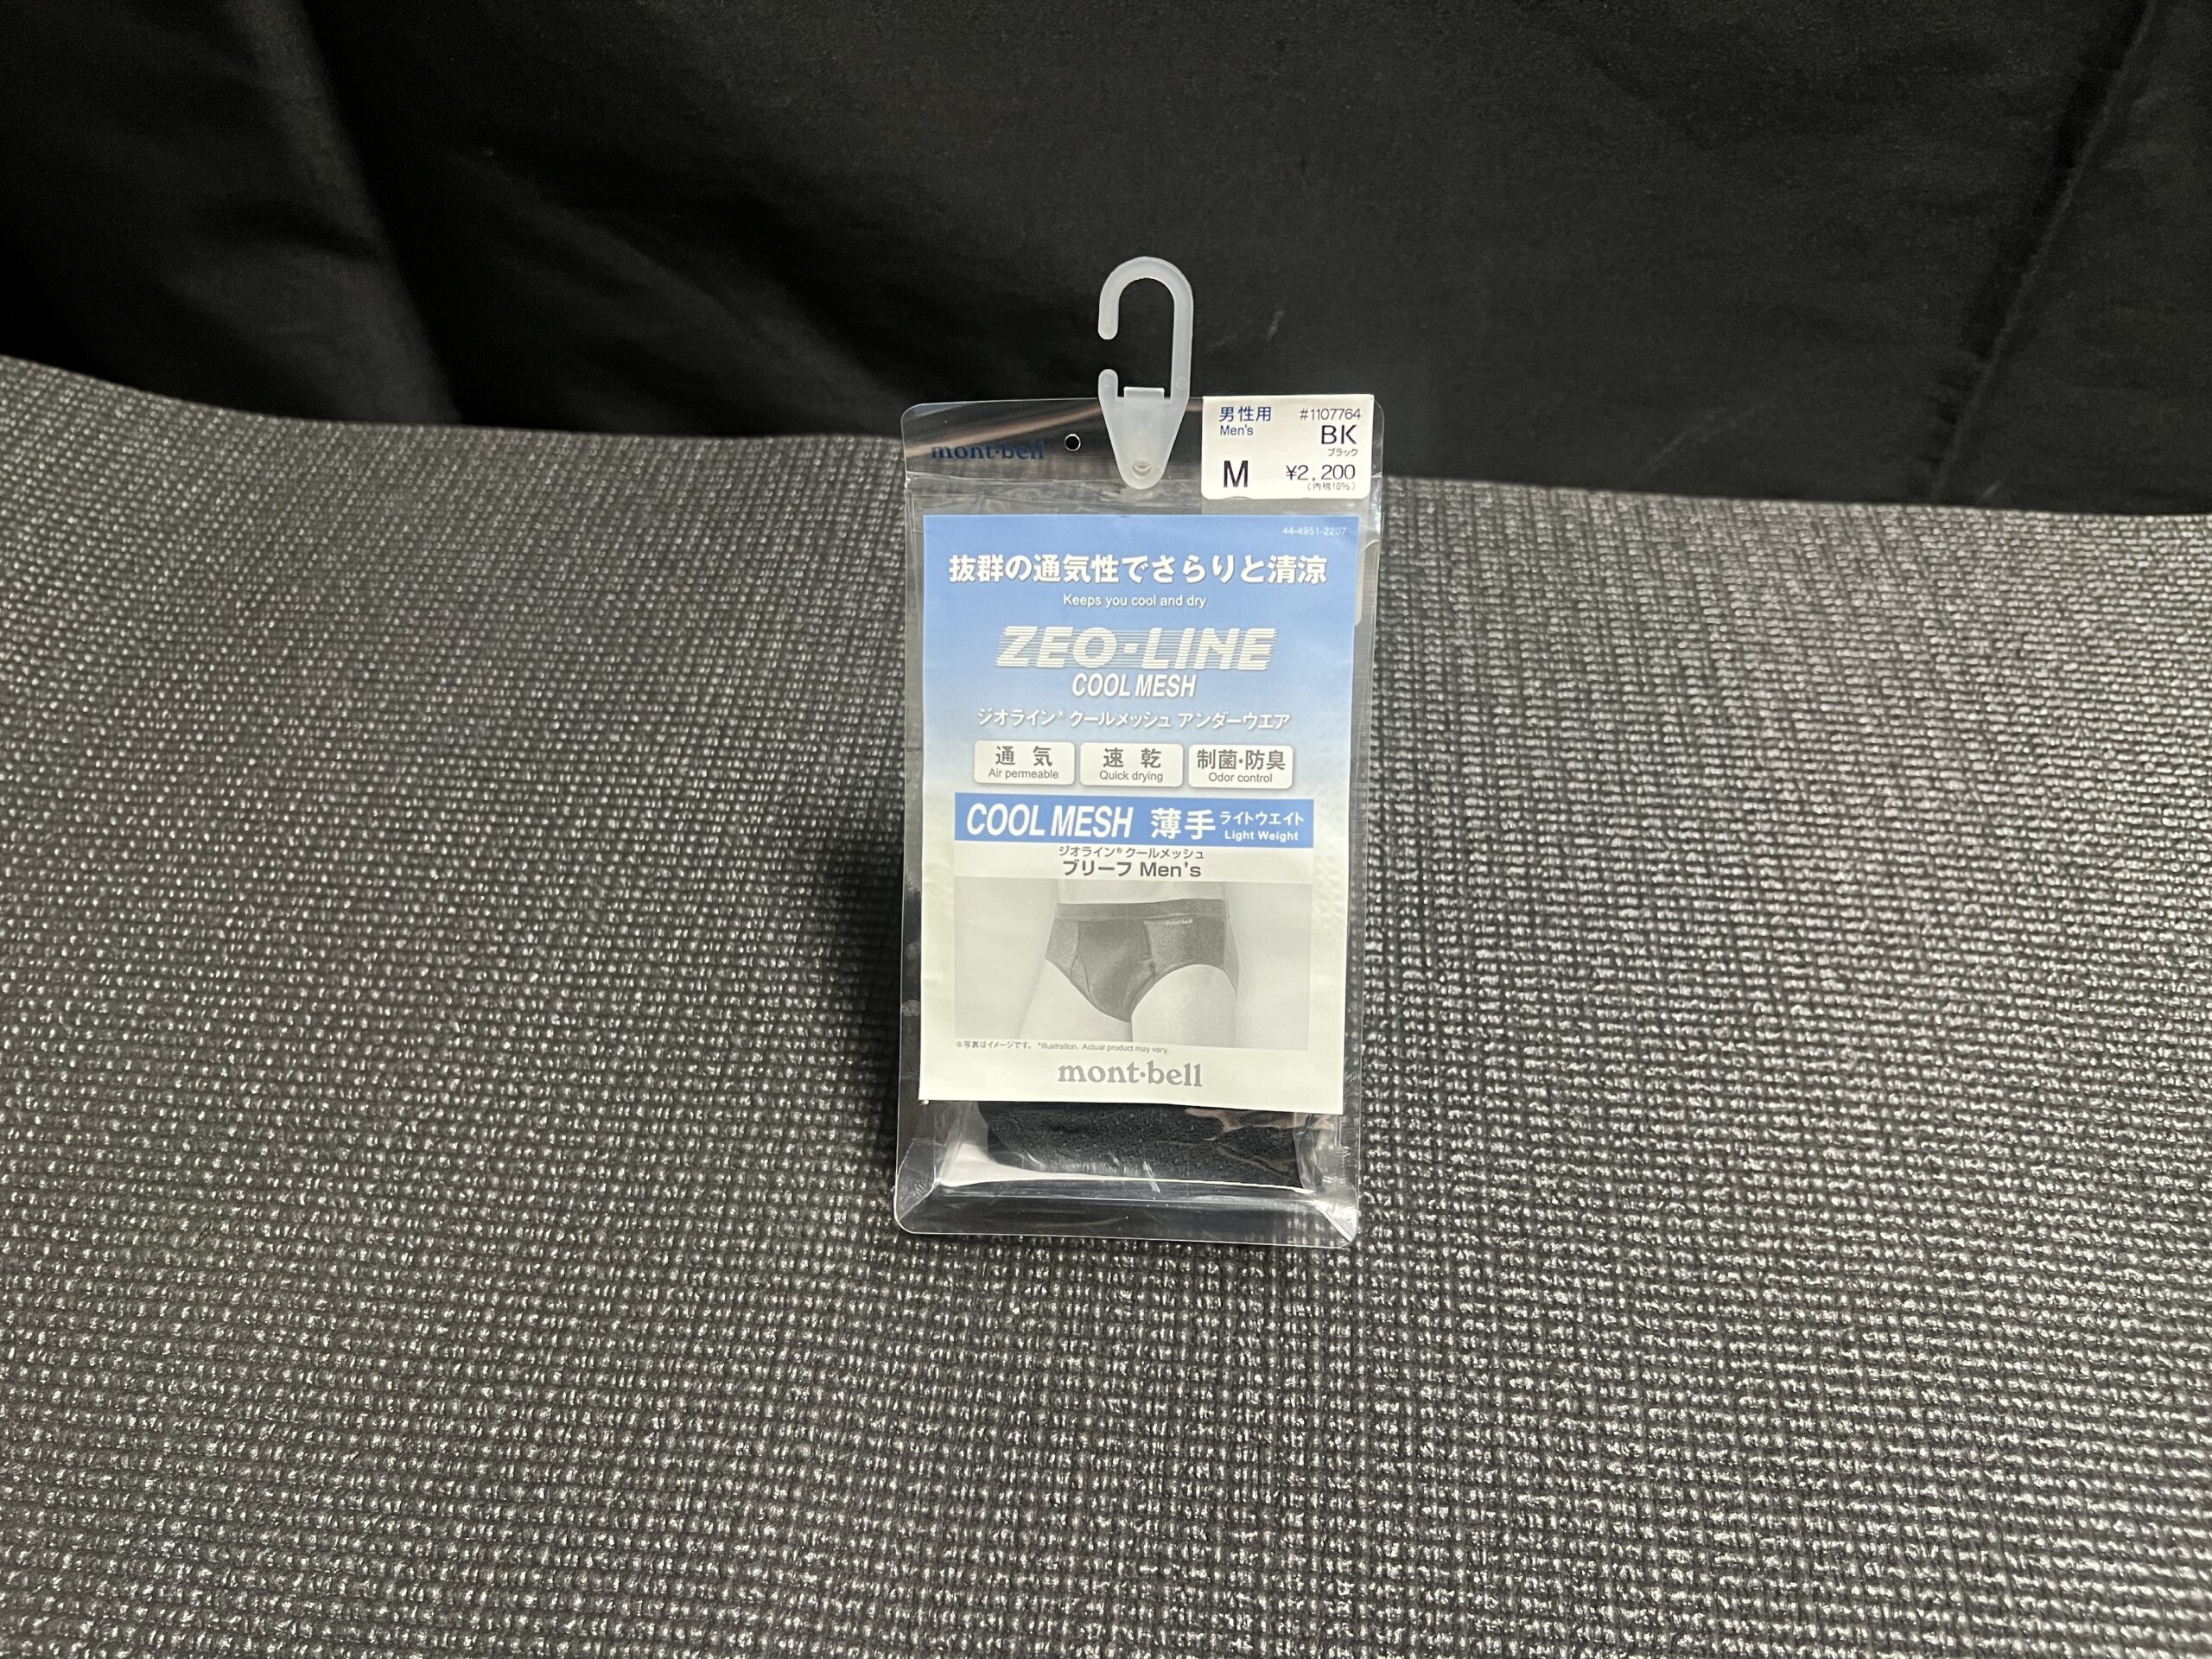 mont·bell
男性用 #1107764
Men's BK
ブラック
M ¥2,200
(内税10%)
44-4951-2207
抜群の通気性でさらりと清涼
Keeps you cool and dry
ZEO-LINE
COOL MESH
ジオライン® クールメッシュ アンダーウエア
通気 速乾 制菌・防臭
Air permeable Quick drying Odor control
COOL MESH 薄手 ライトウエイト
Light Weight
ジオライン® クールメッシュ
ブリーフ Men's
mont-bell
※写真はイメージです。 *Illustration. Actual product may vary.
mont·bell